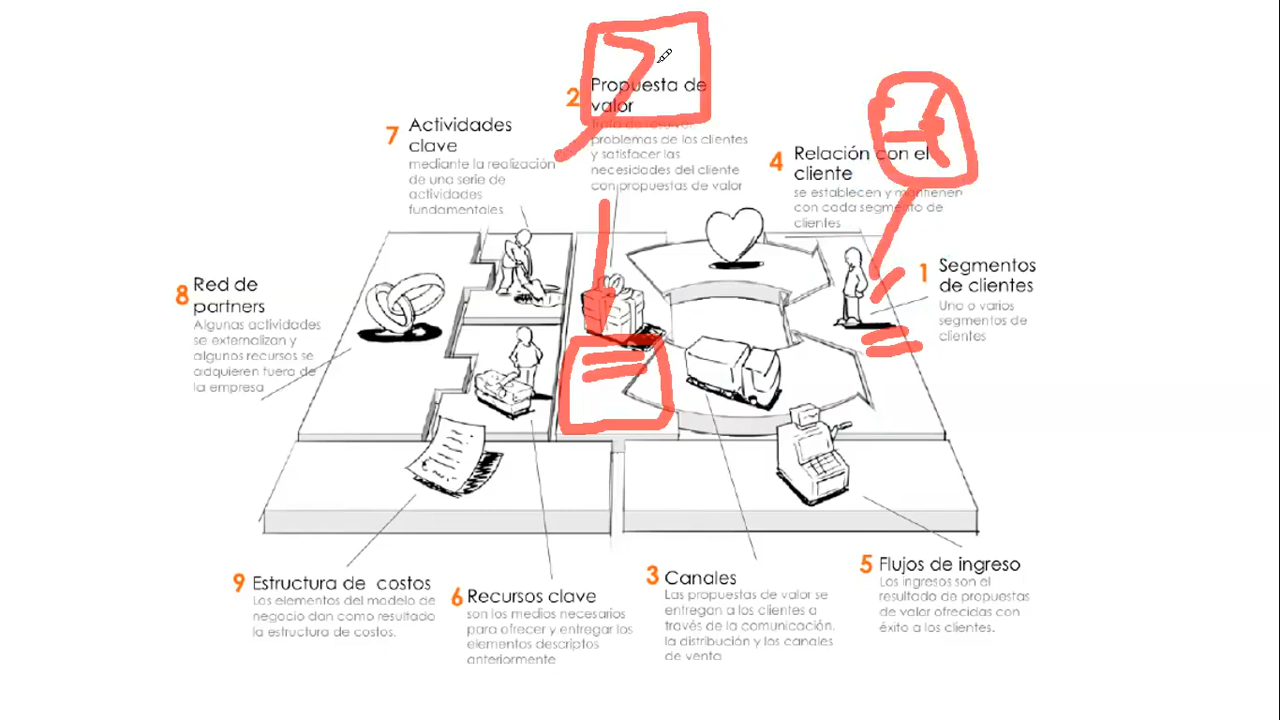 2 Propuesta de
valor
Trata de resolver
problemas de los clientes
y satisfacer las
necesidades del cliente
con propuestas de valor
7 Actividades
clave
mediante la realización
de una serie de
actividades
fundamentales
4 Relación con el
cliente
se establecen y mantienen
con cada segmento de
clientes
1 Segmentos
de clientes
Uno o varios
segmentos de
clientes
8 Red de
partners
Algunas actividades
se externalizan y
algunos recursos se
adquieren fuera de
la empresa
9 Estructura de costos
Los elementos del modelo de
negocio dan como resultado
la estructura de costos.
6 Recursos clave
son los medios necesarios
para ofrecer y entregar los
elementos descriptos
anteriormente
3 Canales
Las propuestas de valor se
entregan a los clientes a
través de la comunicación,
la distribución y los canales
de venta
5 Flujos de ingreso
Los ingresos son el
resultado de propuestas
de valor ofrecidas con
éxito a los clientes.